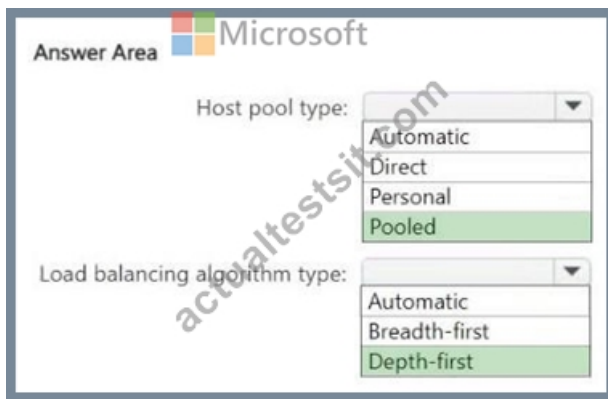 Microsoft
Answer Area
Host pool type:
Automatic
Direct
Personal
Pooled
Load balancing algorithm type:
Automatic
Breadth-first
Depth-first
actualtestsit.com